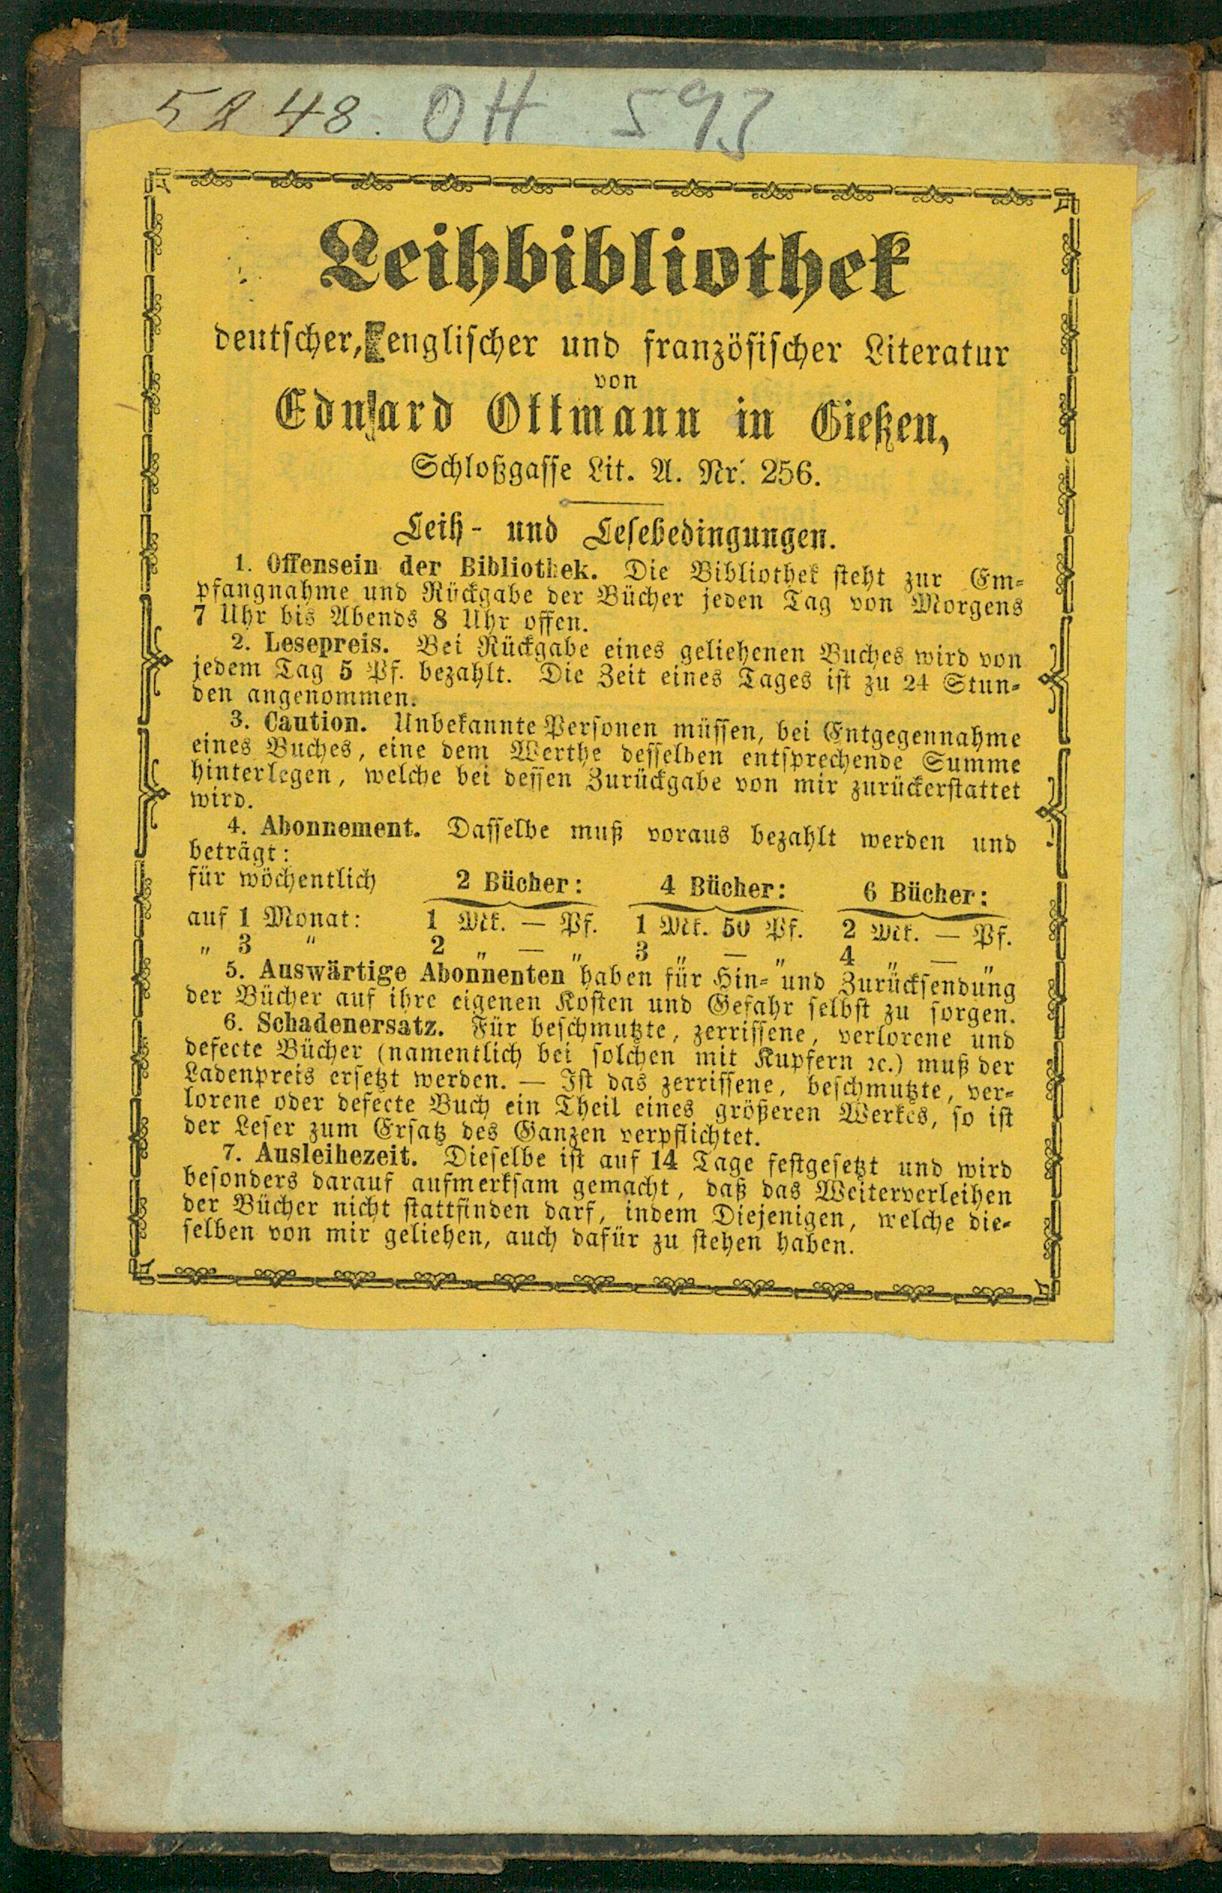 5848. OH 593
Leihbibliothek
deutscher, englischer und französischer Literatur
von
Eduard Ottmann in Gießen,
Schloßgasse Lit. A. Nr. 256.
Leih- und Lesebedingungen.
1. Offensein der Bibliothek. Die Bibliothek steht zur Em-
pfangnahme und Rückgabe der Bücher jeden Tag von Morgens
7 Uhr bis Abends 8 Uhr offen.
2. Lesepreis. Bei Rückgabe eines geliehenen Buches wird von
jedem Tag 5 Pf. bezahlt. Die Zeit eines Tages ist zu 24 Stun-
den angenommen.
3. Caution. Unbekannte Personen müssen, bei Entgegennahme
eines Buches, eine dem Werthe desselben entsprechende Summe
hinterlegen, welche bei dessen Zurückgabe von mir zurückerstattet
wird.
4. Abonnement. Dasselbe muß voraus bezahlt werden und
beträgt:
für wöchentlich 2 Bücher: 4 Bücher: 6 Bücher:
auf 1 Monat: 1 Mk. — Pf. 1 Mk. 50 Pf. 2 Mk. — Pf.
„ 3 „ 2 „ — „ 3 „ — „ 4 „ — „
5. Auswärtige Abonnenten haben für Hin- und Zurücksendung
der Bücher auf ihre eigenen Kosten und Gefahr selbst zu sorgen.
6. Schadenersatz. Für beschmutzte, zerrissene, verlorene und
defecte Bücher (namentlich bei solchen mit Kupfern ꝛc.) muß der
Ladenpreis ersetzt werden. — Ist das zerrissene, beschmutzte, ver-
lorene oder defecte Buch ein Theil eines größeren Werkes, so ist
der Leser zum Ersatz des Ganzen verpflichtet.
7. Ausleihezeit. Dieselbe ist auf 14 Tage festgesetzt und wird
besonders darauf aufmerksam gemacht, daß das Weiterverleihen
der Bücher nicht stattfinden darf, indem Diejenigen, welche die-
selben von mir geliehen, auch dafür zu stehen haben.